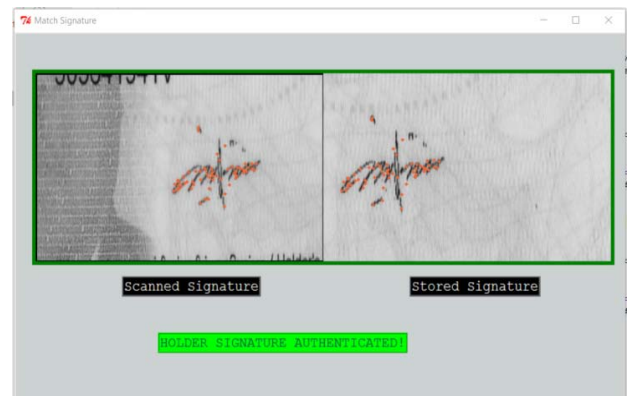 Match Signature
Scanned Signature
Stored Signature
HOLDER SIGNATURE AUTHENTICATED!